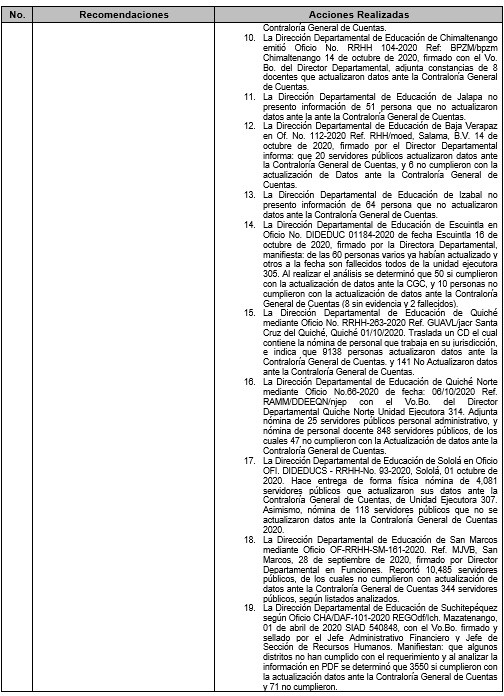 No. Recomendaciones Acciones Realizadas
Contraloría General de Cuentas.
10. La Dirección Departamental de Educación de Chimaltenango
emitió Oficio No. RRHH 104-2020 Ref: BPZM/bpzm
Chimaltenango 14 de octubre de 2020, firmado con el Vo.
Bo. del Director Departamental, adjunta constancias de 8
docentes que actualizaron datos ante la Contraloría General
de Cuentas.
11. La Dirección Departamental de Educación de Jalapa no
presento información de 51 persona que no actualizaron
datos ante la ante la Contraloría General de Cuentas.
12. La Dirección Departamental de Educación de Baja Verapaz
en Of. No. 112-2020 Ref. RHH/moed, Salama, B.V. 14 de
octubre de 2020, firmado por el Director Departamental
informa: que 20 servidores públicos actualizaron datos ante
la Contraloría General de Cuentas, y 6 no cumplieron con la
actualización de Datos ante la Contraloría General de
Cuentas.
13. La Dirección Departamental de Educación de Izabal no
presento información de 64 persona que no actualizaron
datos ante la Contraloría General de Cuentas.
14. La Dirección Departamental de Educación de Escuintla en
Oficio No. DIDEDUC 01184-2020 de fecha Escuintla 16 de
octubre de 2020, firmado por la Directora Departamental,
manifiesta: de las 60 personas varios ya habían actualizado y
otros a la fecha son fallecidos todos de la unidad ejecutora
305. Al realizar el análisis se determinó que 50 si cumplieron
con la actualización de datos ante la CGC, y 10 personas no
cumplieron con la actualización de datos ante la Contraloría
General de Cuentas (8 sin evidencia y 2 fallecidos).
15. La Dirección Departamental de Educación de Quiché
mediante Oficio No. RRHH-263-2020 Ref. GUAVL/jacr Santa
Cruz del Quiché, Quiché 01/10/2020. Traslada un CD el cual
contiene la nómina de personal que trabaja en su jurisdicción,
e indica que 9138 personas actualizaron datos ante la
Contraloría General de Cuentas. y 141 No Actualizaron datos
ante la Contraloría General de Cuentas.
16. La Dirección Departamental de Educación de Quiché Norte
mediante Oficio No.66-2020 de fecha: 06/10/2020 Ref.
RAMM/DDEEQN/njep con el Vo.Bo. del Director
Departamental Quiche Norte Unidad Ejecutora 314. Adjunta
nómina de 25 servidores públicos personal administrativo, y
nómina de personal docente 848 servidores públicos, de los
cuales 47 no cumplieron con la Actualización de datos ante la
Contraloría General de Cuentas.
17. La Dirección Departamental de Educación de Sololá en Oficio
OFI. DIDEDUCS - RRHH-No. 93-2020, Sololá, 01 octubre de
2020. Hace entrega de forma física nómina de 4,081
servidores públicos que actualizaron sus datos ante la
Contraloría General de Cuentas, de Unidad Ejecutora 307.
Asimismo, nómina de 118 servidores públicos que no se
actualizaron datos ante la Contraloría General de Cuentas
2020.
18. La Dirección Departamental de Educación de San Marcos
mediante Oficio OF-RRHH-SM-161-2020. Ref. MJVB, San
Marcos, 28 de septiembre de 2020, firmado por Director
Departamental en Funciones. Reportó 10,485 servidores
públicos, de los cuales no cumplieron con actualización de
datos ante la Contraloría General de Cuentas 344 servidores
públicos, según listados analizados.
19. La Dirección Departamental de Educación de Suchitepéquez
según Oficio CHA/DAF-101-2020 REGOdf/lch. Mazatenango,
01 de abril de 2020 SIAD 540848, con el Vo.Bo. firmado y
sellado por el Jefe Administrativo Financiero y Jefe de
Sección de Recursos Humanos. Manifiestan: que algunos
distritos no han cumplido con el requerimiento y al analizar la
información en PDF se determinó que 3550 si cumplieron con
la actualización datos ante la Contraloría General de Cuentas
y 71 no cumplieron.